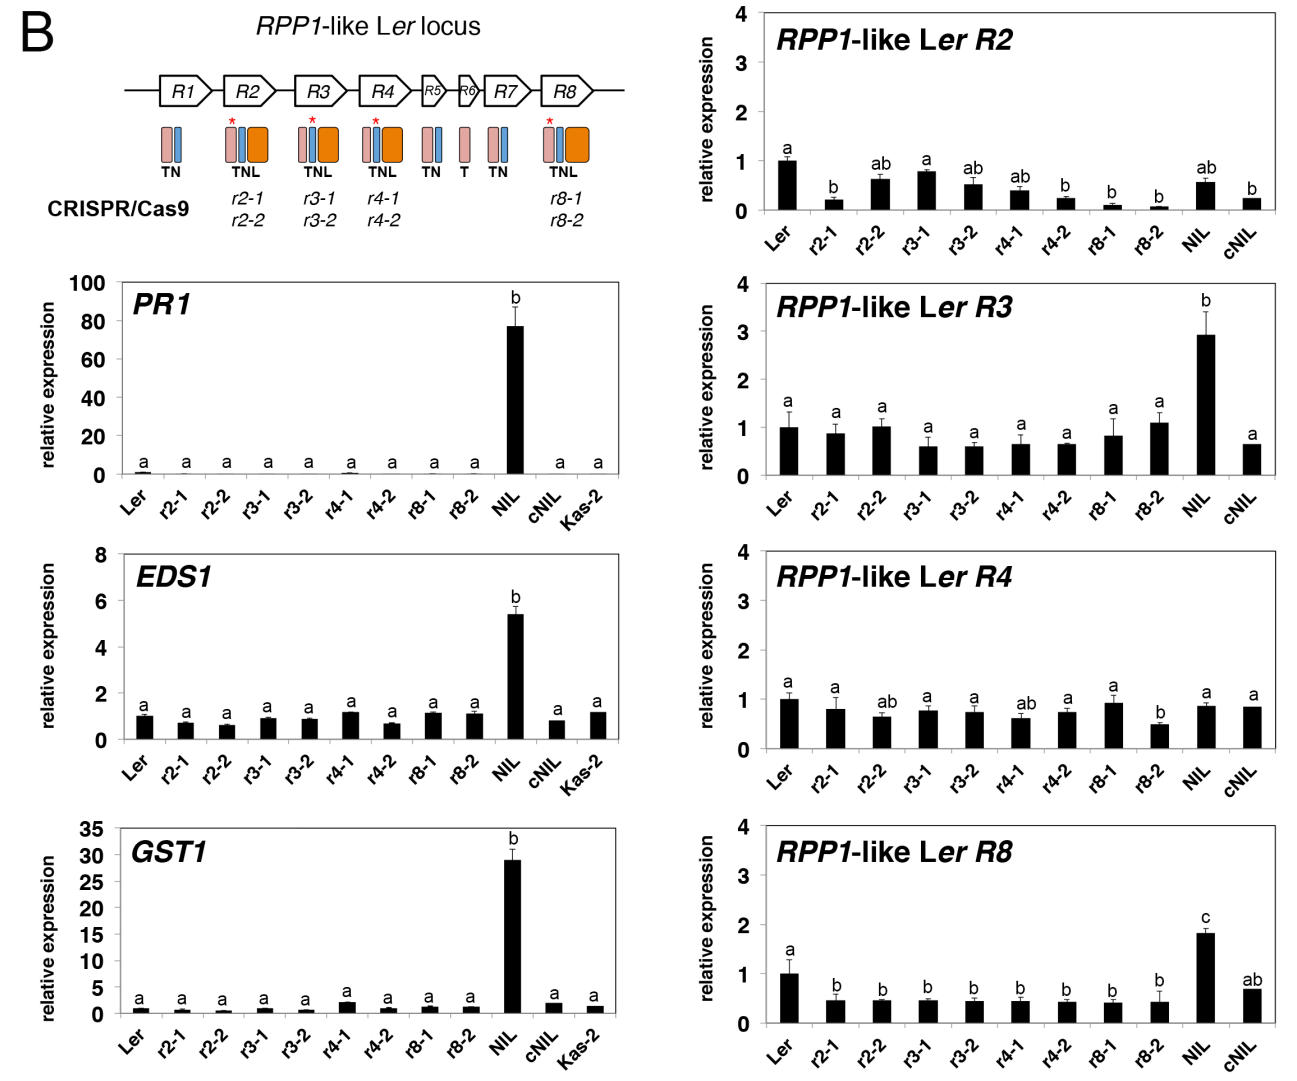 B
RPP1-like Ler locus
R1 R2 R3 R4 R5 R6 R7 R8
* * * *
TN TNL TNL TNL TN T TN TNL
CRISPR/Cas9
r2-1 r3-1 r4-1 r8-1
r2-2 r3-2 r4-2 r8-2
PR1
relative expression
100
80
60
40
20
0
a a a a a a a a a b a a
Ler r2-1 r2-2 r3-1 r3-2 r4-1 r4-2 r8-1 r8-2 NIL cNIL Kas-2
EDS1
relative expression
8
6
4
2
0
a a a a a a a a a b a a
Ler r2-1 r2-2 r3-1 r3-2 r4-1 r4-2 r8-1 r8-2 NIL cNIL Kas-2
GST1
relative expression
35
30
25
20
15
10
5
0
a a a a a a a a a b a a
Ler r2-1 r2-2 r3-1 r3-2 r4-1 r4-2 r8-1 r8-2 NIL cNIL Kas-2
RPP1-like Ler R2
relative expression
4
3
2
1
0
a b ab a ab ab b b b ab b
Ler r2-1 r2-2 r3-1 r3-2 r4-1 r4-2 r8-1 r8-2 NIL cNIL
RPP1-like Ler R3
relative expression
4
3
2
1
0
a a a a a a a a a b a
Ler r2-1 r2-2 r3-1 r3-2 r4-1 r4-2 r8-1 r8-2 NIL cNIL
RPP1-like Ler R4
relative expression
4
3
2
1
0
a a ab a a ab a a b a a
Ler r2-1 r2-2 r3-1 r3-2 r4-1 r4-2 r8-1 r8-2 NIL cNIL
RPP1-like Ler R8
relative expression
4
3
2
1
0
a b b b b b b b b c ab
Ler r2-1 r2-2 r3-1 r3-2 r4-1 r4-2 r8-1 r8-2 NIL cNIL